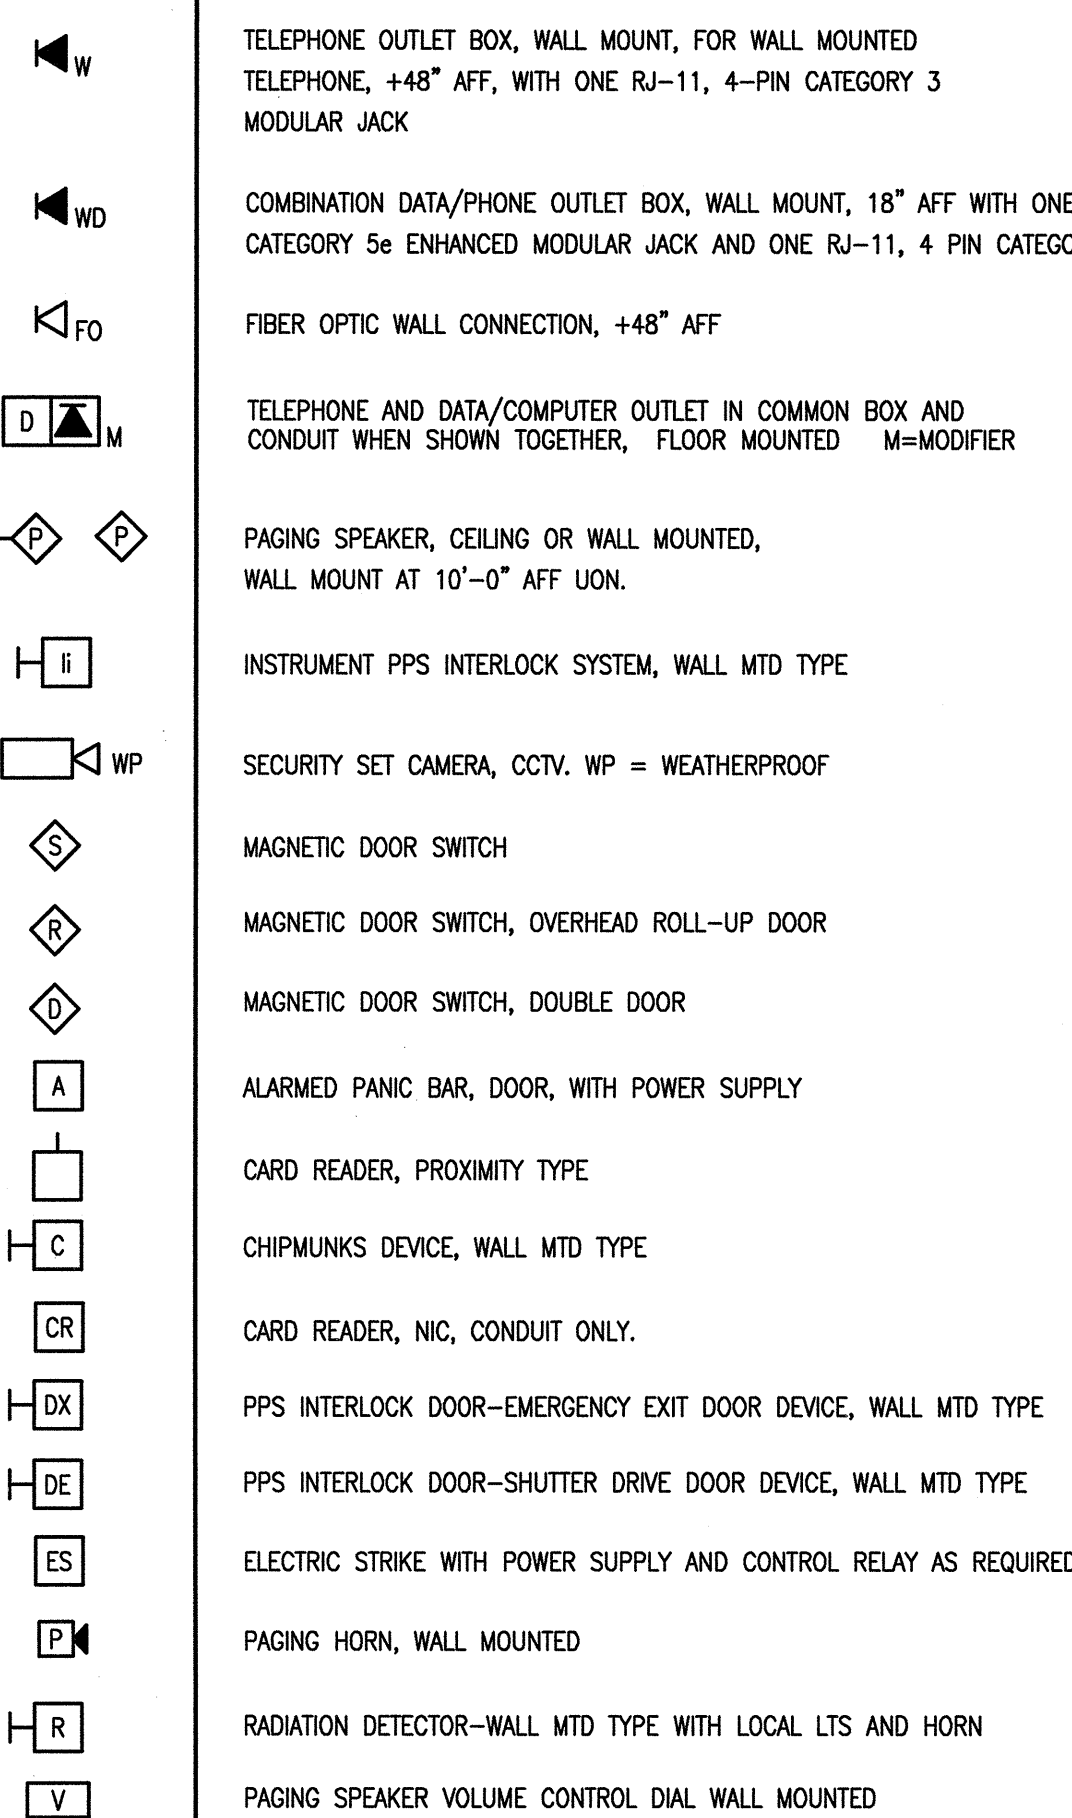 W
TELEPHONE OUTLET BOX, WALL MOUNT, FOR WALL MOUNTED
TELEPHONE, +48" AFF, WITH ONE RJ-11, 4-PIN CATEGORY 3
MODULAR JACK
WD
COMBINATION DATA/PHONE OUTLET BOX, WALL MOUNT, 18" AFF WITH ONE
CATEGORY 5e ENHANCED MODULAR JACK AND ONE RJ-11, 4 PIN
FO
FIBER OPTIC WALL CONNECTION, +48" AFF
D M
TELEPHONE AND DATA/COMPUTER OUTLET IN COMMON BOX AND
CONDUIT WHEN SHOWN TOGETHER, FLOOR MOUNTED M=MODIFIER
P P
PAGING SPEAKER, CEILING OR WALL MOUNTED,
WALL MOUNT AT 10'-0" AFF UON.
Ii INSTRUMENT PPS INTERLOCK SYSTEM, WALL MTD TYPE
WP SECURITY SET CAMERA, CCTV. WP = WEATHERPROOF
S MAGNETIC DOOR SWITCH
R MAGNETIC DOOR SWITCH, OVERHEAD ROLL-UP DOOR
D MAGNETIC DOOR SWITCH, DOUBLE DOOR
A ALARMED PANIC BAR, DOOR, WITH POWER SUPPLY
CARD READER, PROXIMITY TYPE
C CHIPMUNKS DEVICE, WALL MTD TYPE
CR CARD READER, NIC, CONDUIT ONLY.
DX PPS INTERLOCK DOOR-EMERGENCY EXIT DOOR DEVICE, WALL MTD TYPE
DE PPS INTERLOCK DOOR-SHUTTER DRIVE DOOR DEVICE, WALL MTD TYPE
ES ELECTRIC STRIKE WITH POWER SUPPLY AND CONTROL RELAY AS REQUIRED
P PAGING HORN, WALL MOUNTED
R RADIATION DETECTOR-WALL MTD TYPE WITH LOCAL LTS AND HORN
V PAGING SPEAKER VOLUME CONTROL DIAL WALL MOUNTED